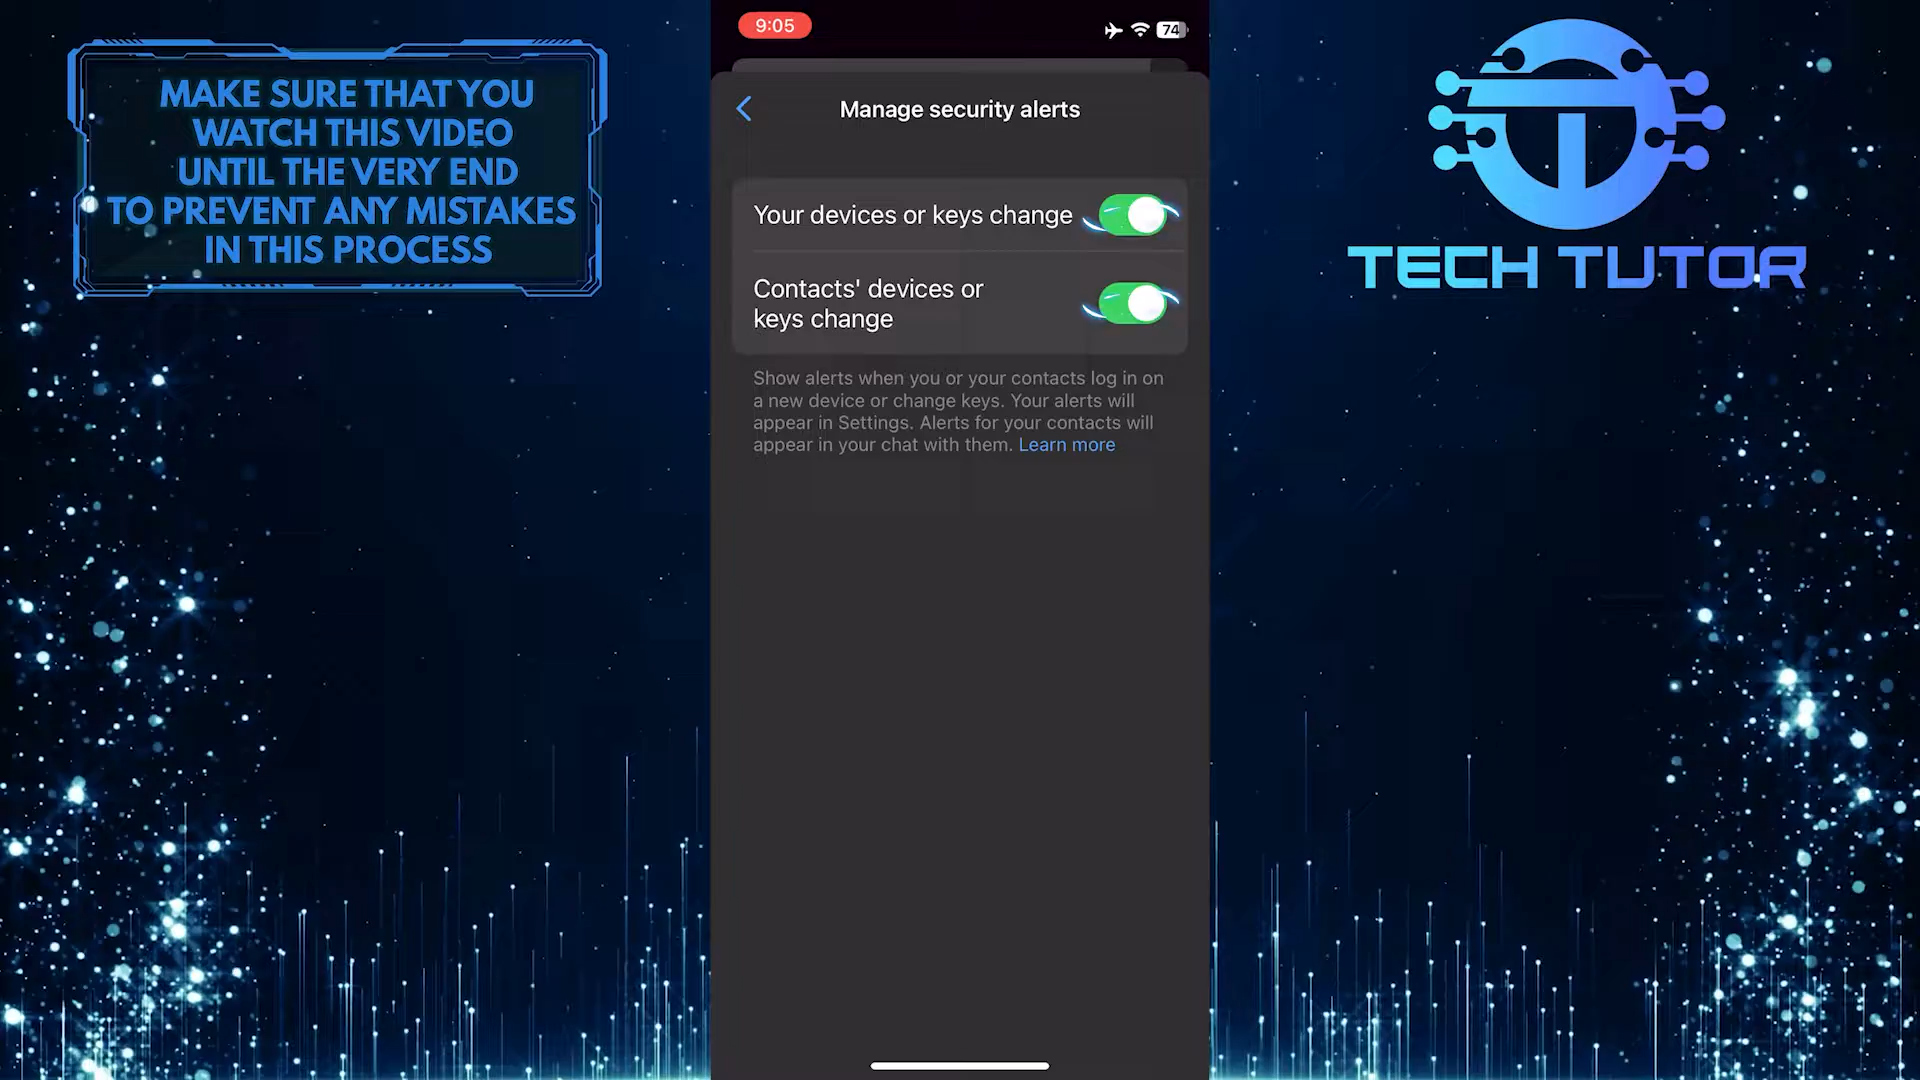 MAKE SURE THAT YOU
WATCH THIS VIDEO
UNTIL THE VERY END
TO PREVENT ANY MISTAKES
IN THIS PROCESS
9:05
74
Manage security alerts
Your devices or keys change
Contacts' devices or
keys change
Show alerts when you or your contacts log in on
a new device or change keys. Your alerts will
appear in Settings. Alerts for your contacts will
appear in your chat with them. Learn more
TECH TUTOR